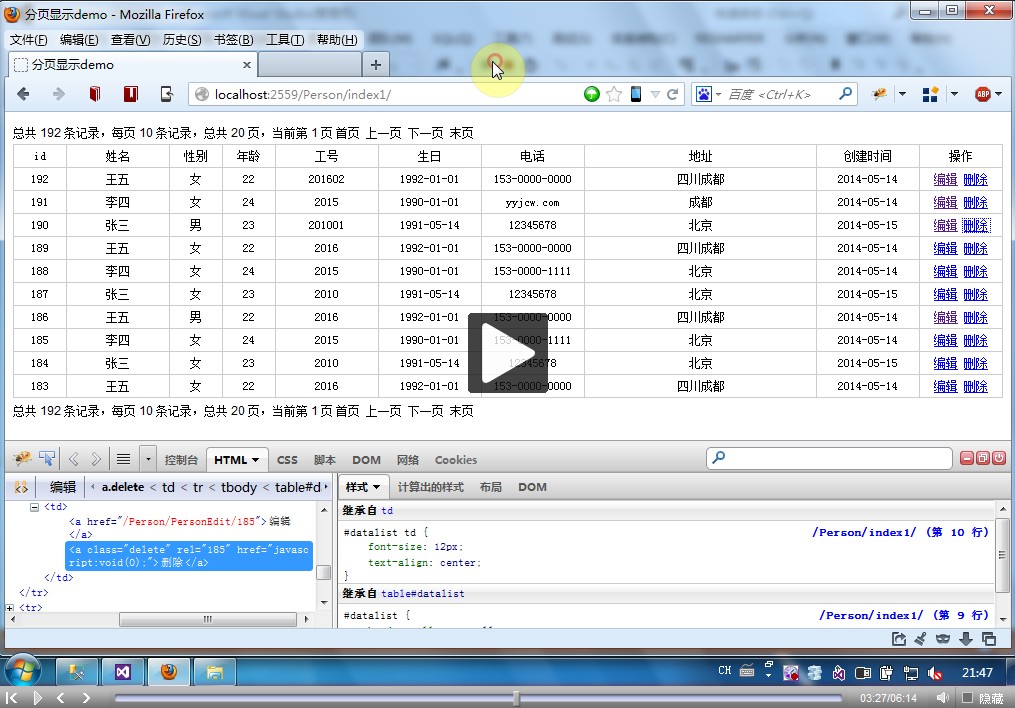 分页显示demo - Mozilla Firefox
文件(F) 编辑(E) 查看(V) 历史(S) 书签(B) 工具(T) 帮助(H)
分页显示demo × +
localhost:2559/Person/index1/ 百度 <Ctrl+K> ABP
总共 192 条记录，每页 10 条记录，总共 20 页，当前第 1 页 首页 上一页 下一页 末页
id 姓名 性别 年龄 工号 生日 电话 地址 创建时间 操作
192 王五 女 22 201602 1992-01-01 153-0000-0000 四川成都 2014-05-14 编辑 删除
191 李四 女 24 2015 1990-01-01 yyjcw.com 成都 2014-05-14 编辑 删除
190 张三 男 23 201001 1991-05-14 12345678 北京 2014-05-15 编辑 删除
189 王五 女 22 2016 1992-01-01 153-0000-0000 四川成都 2014-05-14 编辑 删除
188 李四 女 24 2015 1990-01-01 153-0000-1111 北京 2014-05-14 编辑 删除
187 张三 女 23 2010 1991-05-14 12345678 北京 2014-05-15 编辑 删除
186 王五 男 22 2016 1992-01-01 153-0000-0000 四川成都 2014-05-14 编辑 删除
185 李四 女 24 2015 1990-01-01 153-0000-1111 北京 2014-05-14 编辑 删除
184 张三 女 23 2010 1991-05-14 12345678 北京 2014-05-15 编辑 删除
183 王五 女 22 2016 1992-01-01 153-0000-0000 四川成都 2014-05-14 编辑 删除
总共 192 条记录，每页 10 条记录，总共 20 页，当前第 1 页 首页 上一页 下一页 末页
控制台 HTML CSS 脚本 DOM 网络 Cookies
编辑 a.delete < td < tr < tbody < table#d
样式 计算出的样式 布局 DOM
<td>
<a href="/Person/PersonEdit/185">编辑
</a>
<a class="delete" rel="185" href="javasc
ript:void(0);">删除</a>
</td>
</tr>
<tr>
继承自 td
#datalist td { /Person/index1/ (第 10 行)
font-size: 12px;
text-align: center;
}
继承自 table#datalist
#datalist { /Person/index1/ (第 9 行)
CH 21:47
03:27/06:14 隐藏